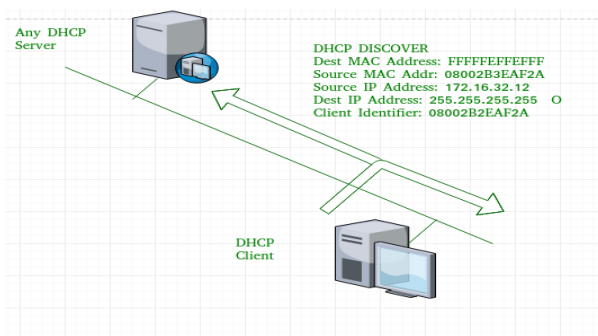 Any DHCP
Server
DHCP DISCOVER
Dest MAC Address: FFFFFEFFEFFF
Source MAC Addr: 08002B3EAF2A
Source IP Address: 172.16.32.12
Dest IP Address: 255.255.255.255 O
Client Identifier: 08002B2EAF2A
DHCP
Client